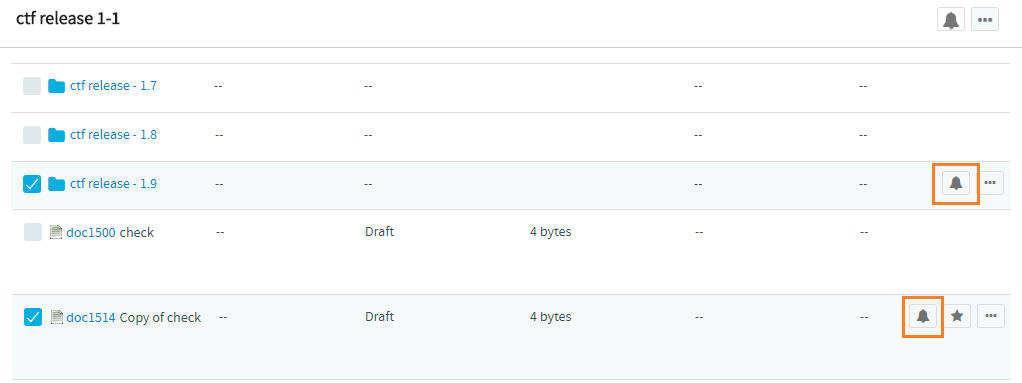 ctf release 1-1
ctf release - 1.7 -- -- -- --
ctf release - 1.8 -- -- -- --
ctf release - 1.9 -- -- -- --
doc1500 check -- Draft 4 bytes -- --
doc1514 Copy of check -- Draft 4 bytes -- --